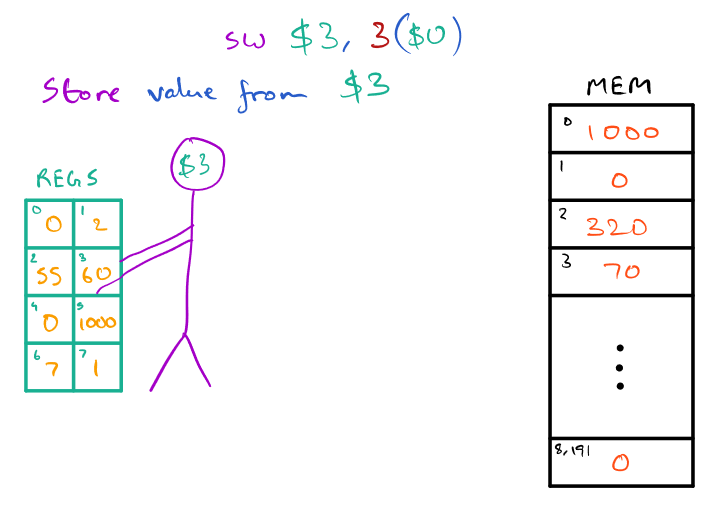 sw $3, 3($0)
Store value from $3
MEM
0 1000
1 0
2 320
3 70
8,191 0
$3
REGS
0 0 1 2
2 55 3 60
4 0 5 1000
6 7 7 1